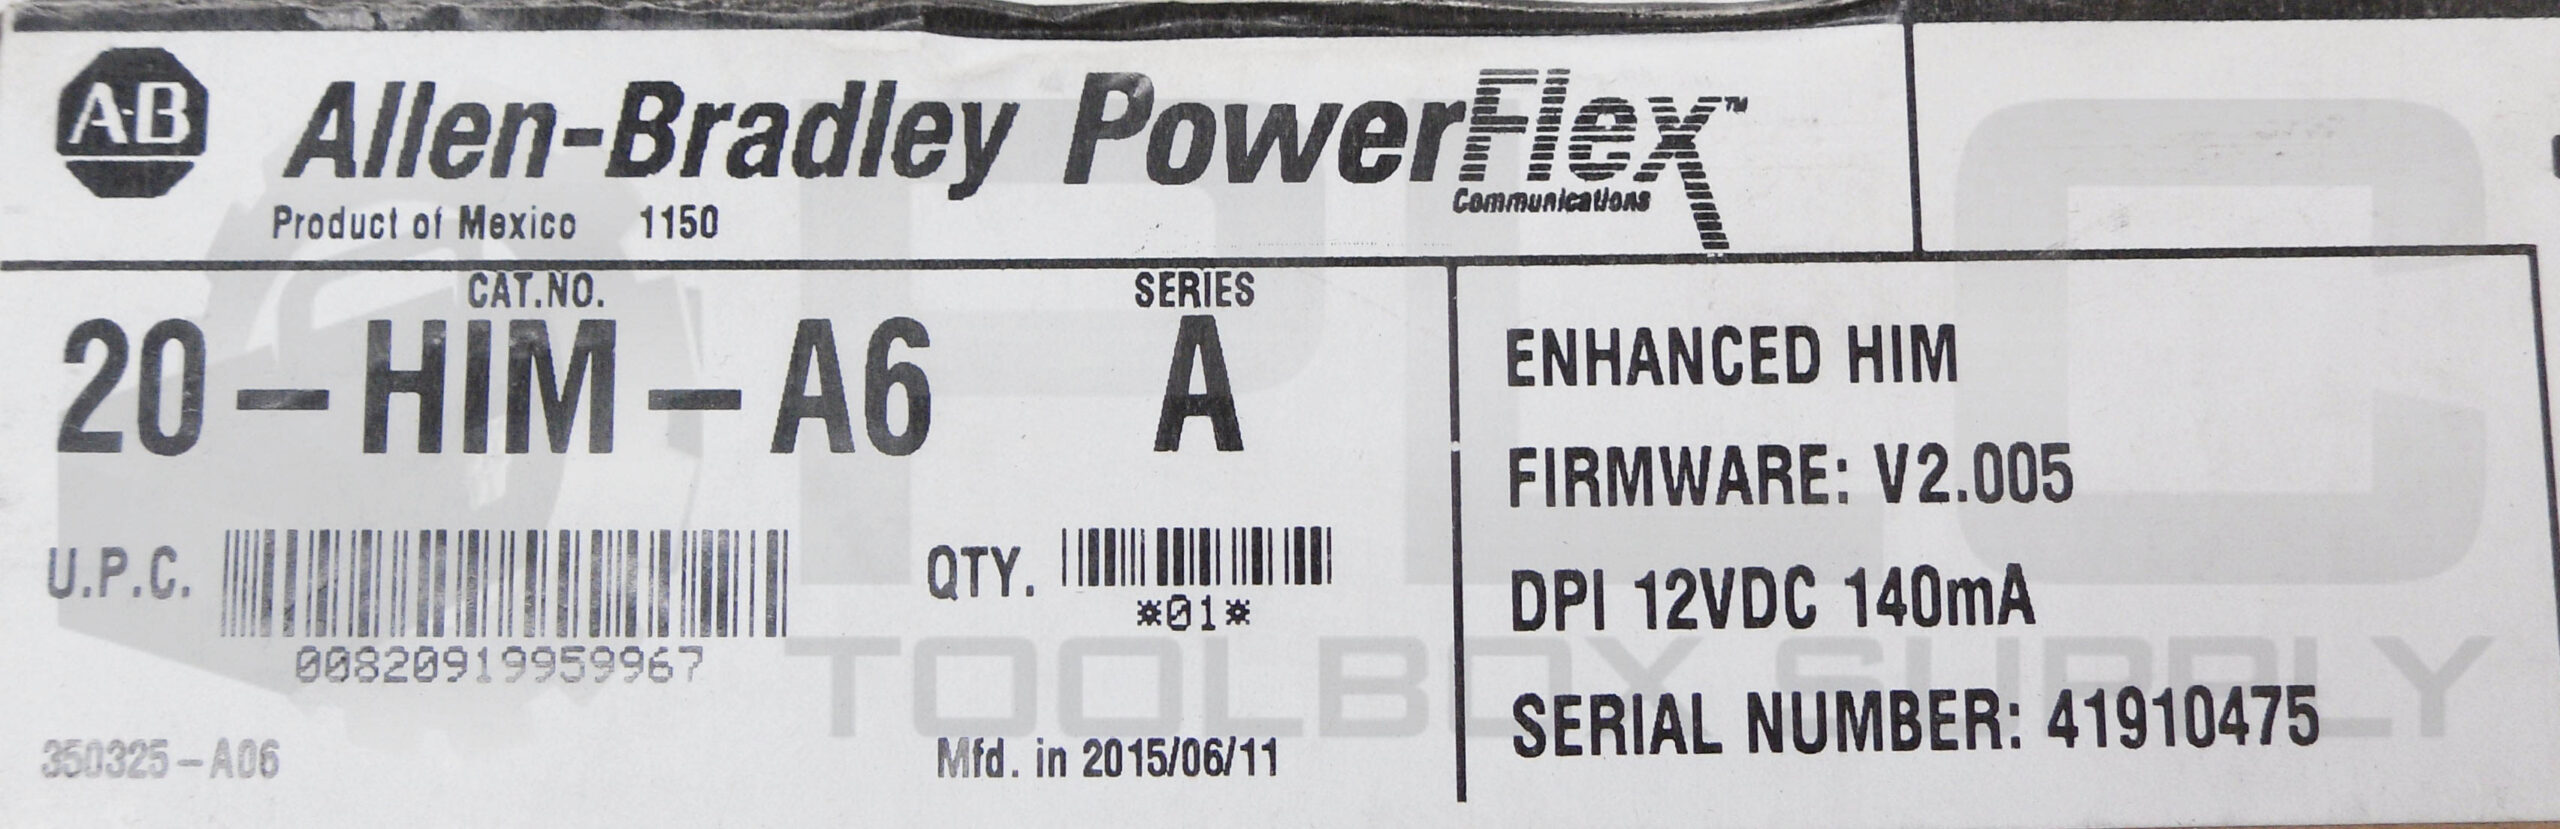 A-B Allen-Bradley PowerFlex™
Communications
Product of Mexico 1150
CAT.NO. SERIES
20-HIM-A6 A
U.P.C.
00820919959967
QTY.
*01*
350325-A06
Mfd. in 2015/06/11
ENHANCED HIM
FIRMWARE: V2.005
DPI 12VDC 140mA
SERIAL NUMBER: 41910475
PLC
TOOLBOX SUPPLY